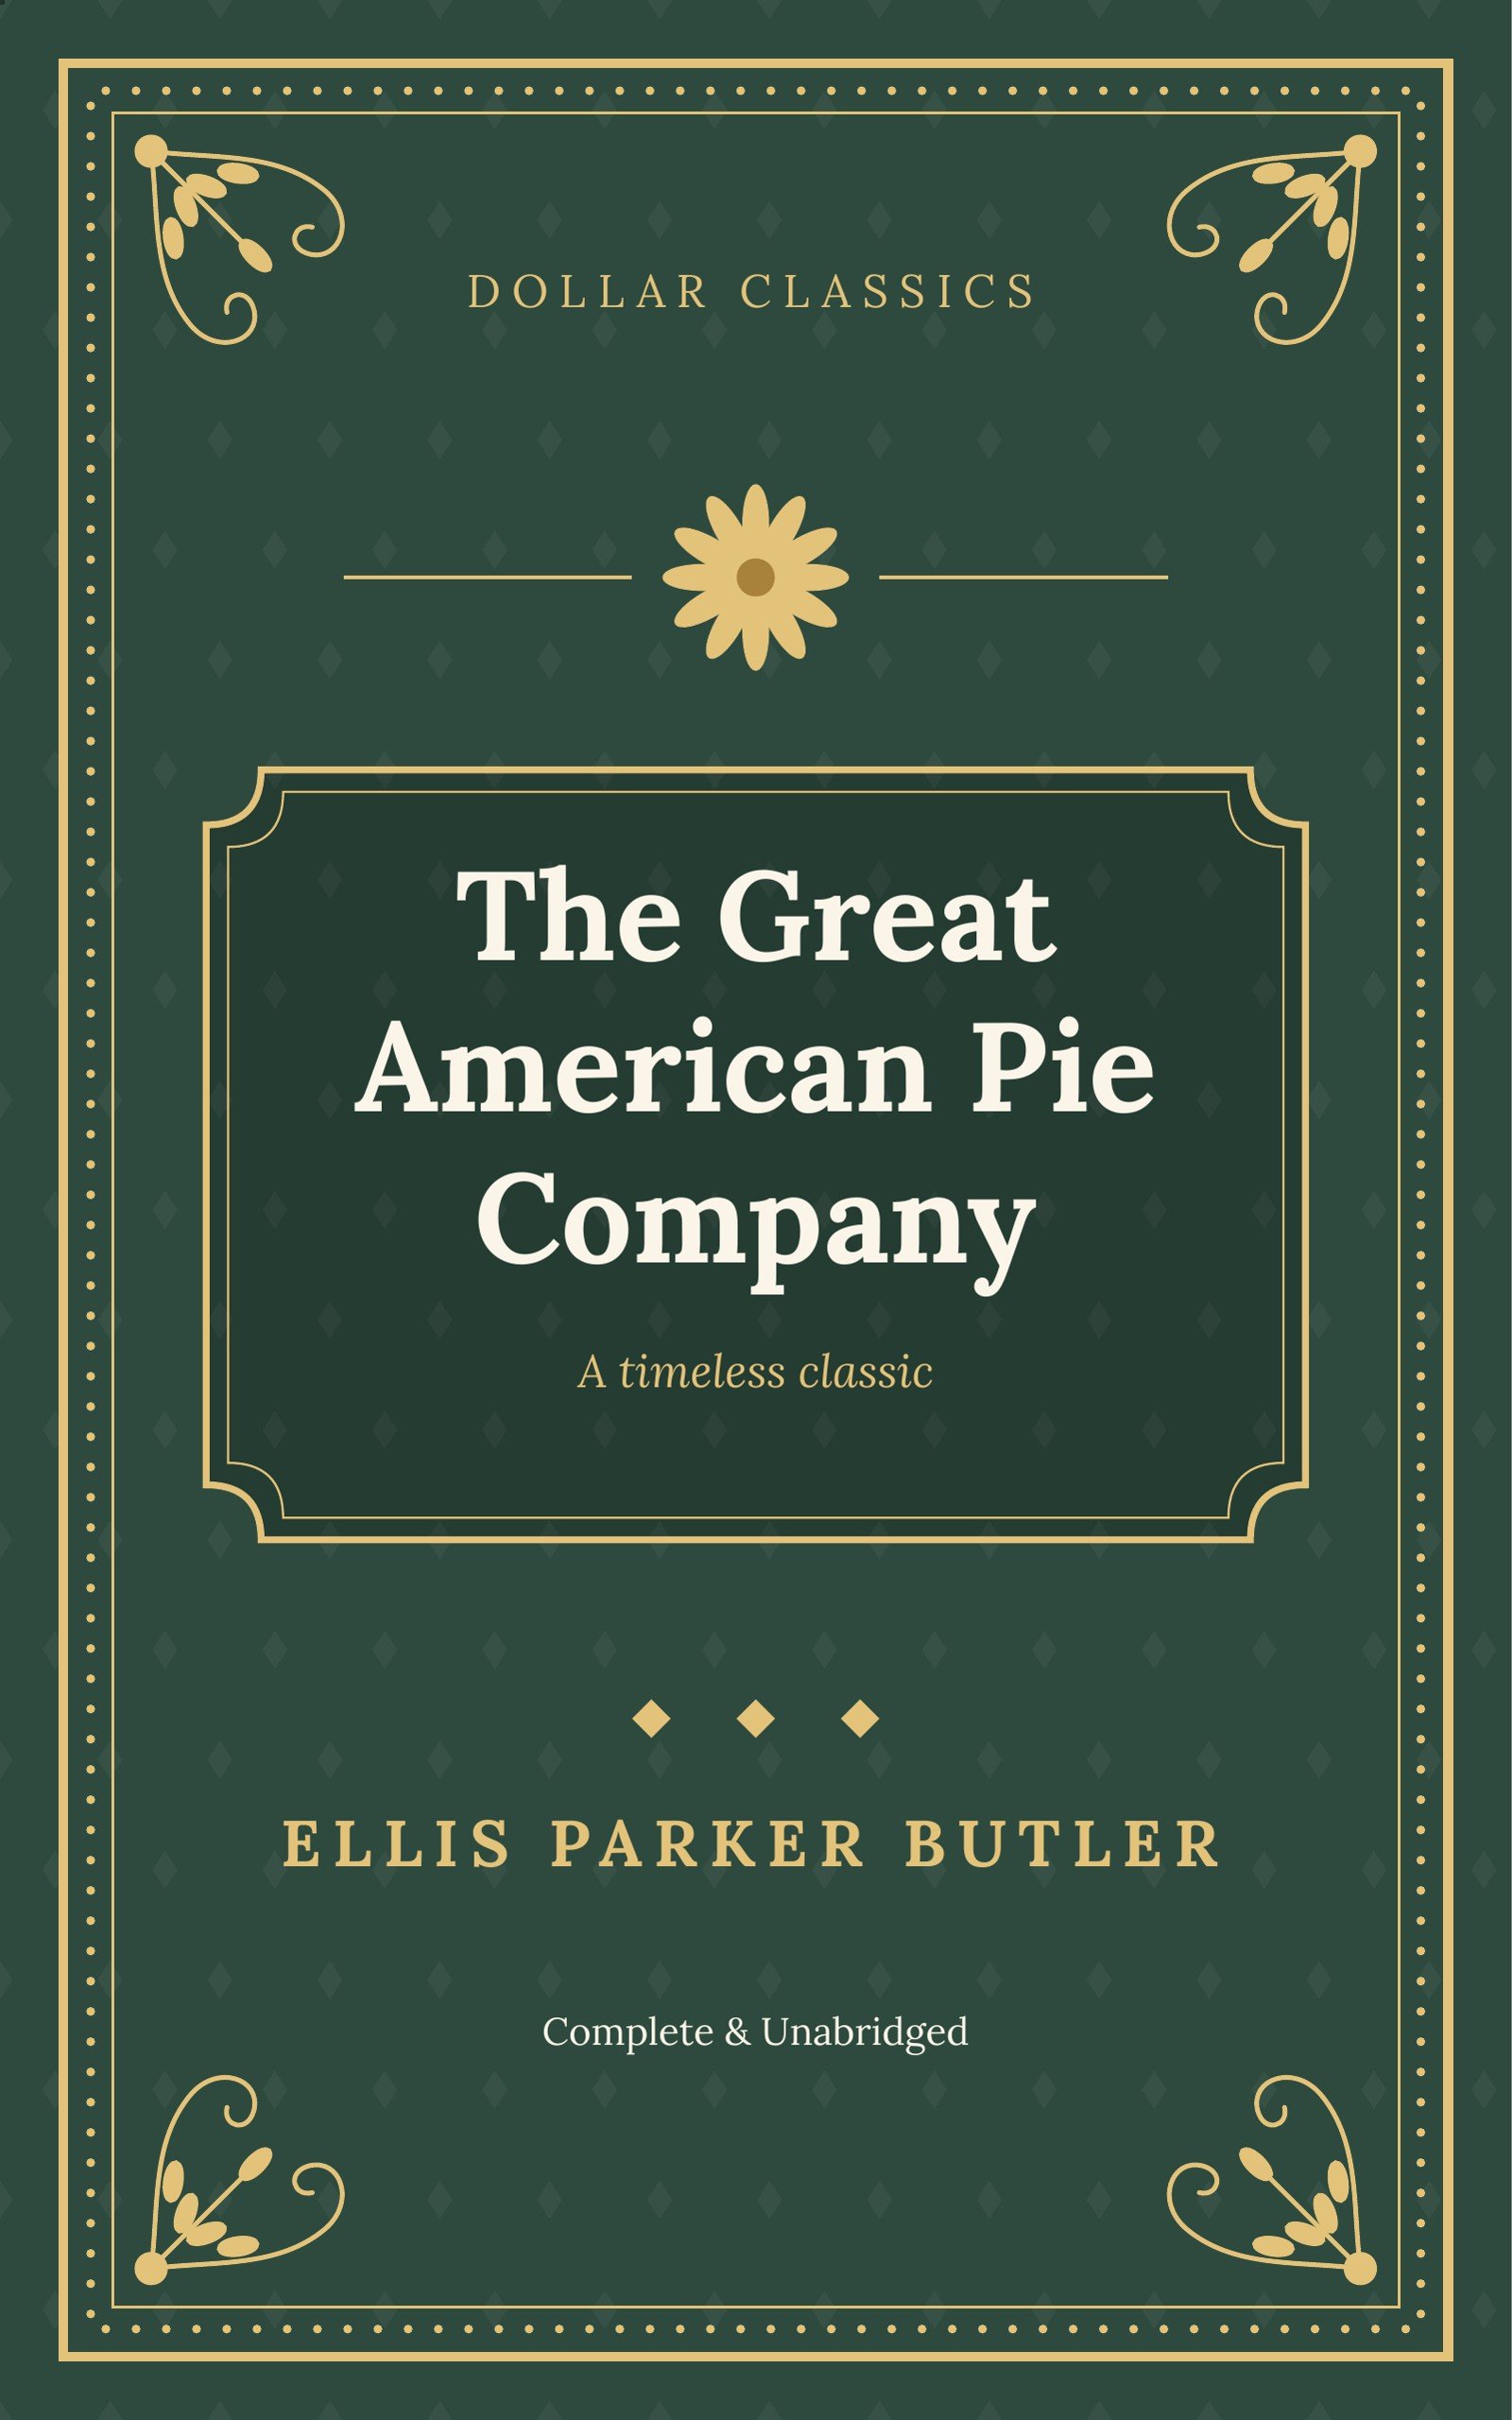 DOLLAR CLASSICS
The Great
American Pie
Company
A timeless classic
ELLIS PARKER BUTLER
Complete & Unabridged